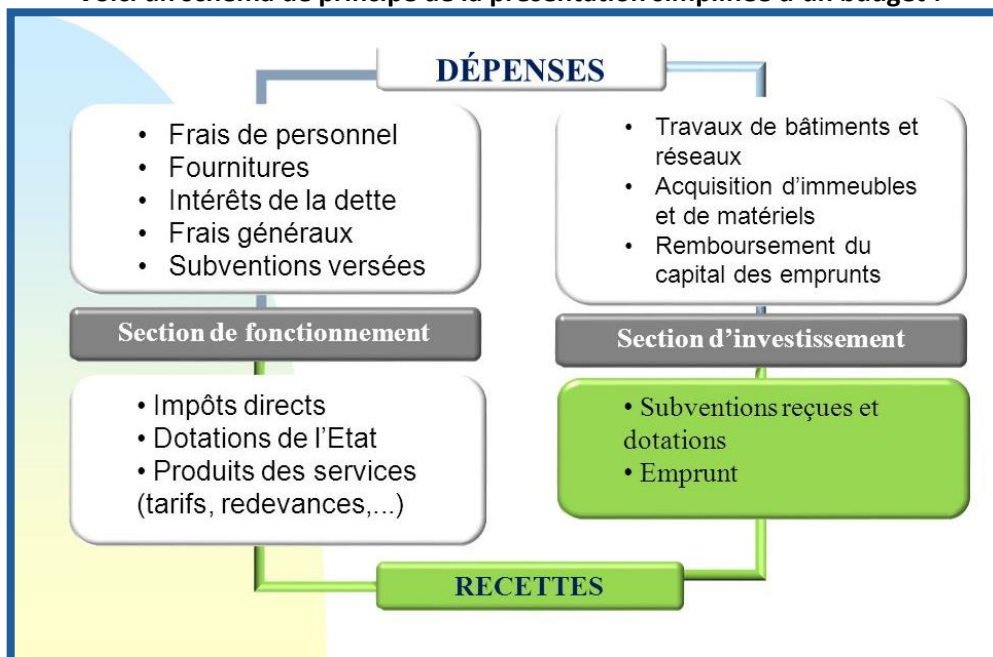 DÉPENSES
• Frais de personnel
• Fournitures
• Intérêts de la dette
• Frais généraux
• Subventions versées
• Travaux de bâtiments et
réseaux
• Acquisition d’immeubles
et de matériels
• Remboursement du
capital des emprunts
Section de fonctionnement
Section d’investissement
• Impôts directs
• Dotations de l’Etat
• Produits des services
(tarifs, redevances,...)
• Subventions reçues et
dotations
• Emprunt
RECETTES